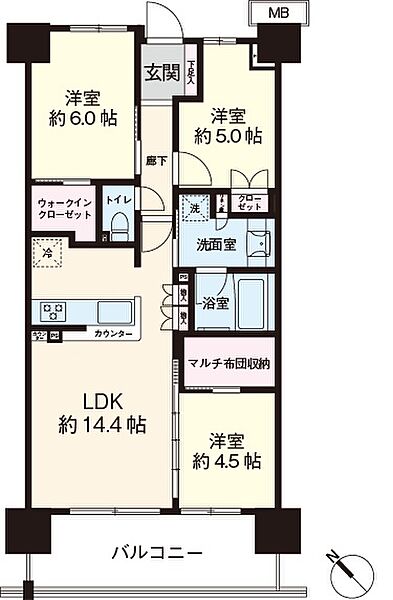 MB
洋室
約6.0帖
玄関
下足入
洋室
約5.0帖
廊下
ウォークイン
クローゼット
トイレ
洗
クロー
ゼット
洗面室
冷
PS
物入
浴室
カウンター
PS
物入
マルチ布団収納
LDK
約14.4帖
洋室
約4.5帖
バルコニー
N